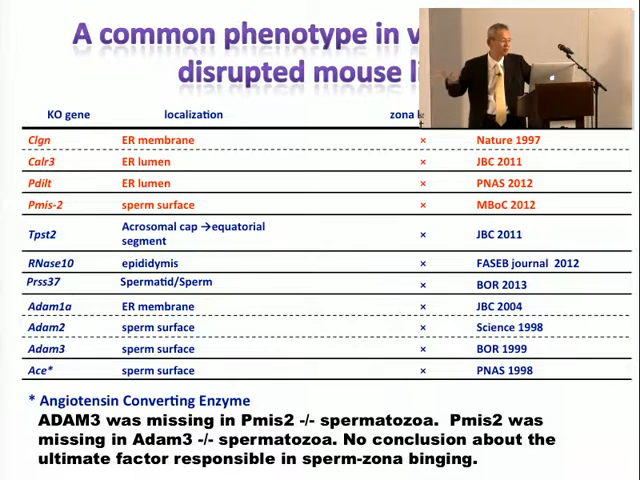 A common phenotype in v
disrupted mouse li
KO gene localization zona
Clgn ER membrane × Nature 1997
Calr3 ER lumen × JBC 2011
Pdilt ER lumen × PNAS 2012
Pmis-2 sperm surface × MBoC 2012
Tpst2 Acrosomal cap →equatorial segment × JBC 2011
RNase10 epididymis × FASEB journal 2012
Prss37 Spermatid/Sperm × BOR 2013
Adam1a ER membrane × JBC 2004
Adam2 sperm surface × Science 1998
Adam3 sperm surface × BOR 1999
Ace* sperm surface × PNAS 1998
* Angiotensin Converting Enzyme
ADAM3 was missing in Pmis2 -/- spermatozoa. Pmis2 was
missing in Adam3 -/- spermatozoa. No conclusion about the
ultimate factor responsible in sperm-zona binging.